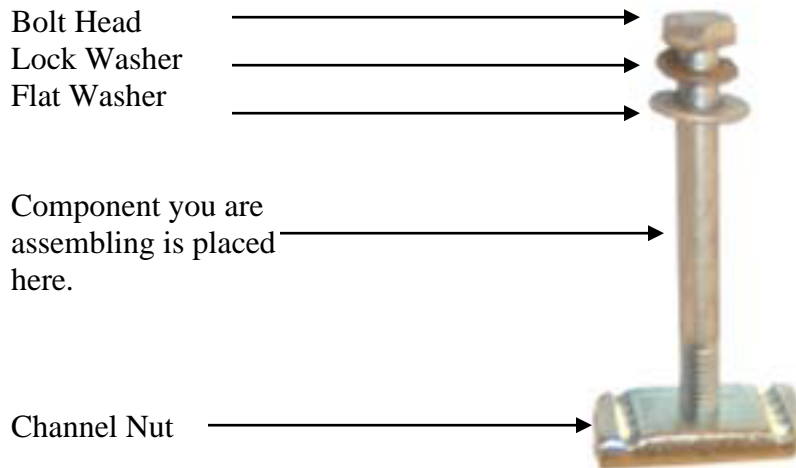 Bolt Head
Lock Washer
Flat Washer
Component you are
assembling is placed
here.
Channel Nut